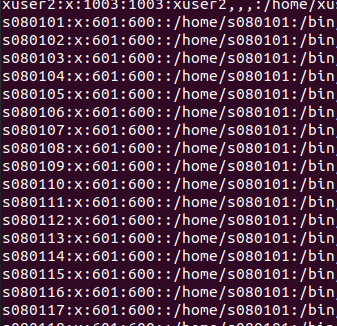 xuser2:x:1003:1003:xuser2,,,:/home/xu
s080101:x:601:600::/home/s080101:/bin
s080102:x:601:600::/home/s080101:/bin
s080103:x:601:600::/home/s080101:/bin
s080104:x:601:600::/home/s080101:/bin
s080105:x:601:600::/home/s080101:/bin
s080106:x:601:600::/home/s080101:/bin
s080107:x:601:600::/home/s080101:/bin
s080108:x:601:600::/home/s080101:/bin
s080109:x:601:600::/home/s080101:/bin
s080110:x:601:600::/home/s080101:/bin
s080111:x:601:600::/home/s080101:/bin
s080112:x:601:600::/home/s080101:/bin
s080113:x:601:600::/home/s080101:/bin
s080114:x:601:600::/home/s080101:/bin
s080115:x:601:600::/home/s080101:/bin
s080116:x:601:600::/home/s080101:/bin
s080117:x:601:600::/home/s080101:/bin